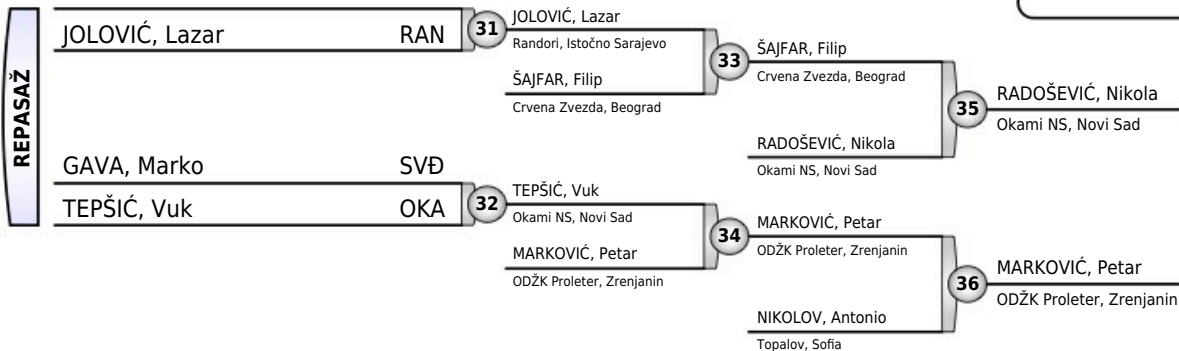 REPASAŽ
JOLOVIĆ, Lazar RAN
GAVA, Marko SVĐ
TEPŠIĆ, Vuk OKA
31
JOLOVIĆ, Lazar
Randori, Istočno Sarajevo
ŠAJFAR, Filip
Crvena Zvezda, Beograd
32
TEPŠIĆ, Vuk
Okami NS, Novi Sad
MARKOVIĆ, Petar
ODŽK Proleter, Zrenjanin
33
ŠAJFAR, Filip
Crvena Zvezda, Beograd
RADOŠEVIĆ, Nikola
Okami NS, Novi Sad
34
MARKOVIĆ, Petar
ODŽK Proleter, Zrenjanin
NIKOLOV, Antonio
Topalov, Sofia
35
RADOŠEVIĆ, Nikola
Okami NS, Novi Sad
36
MARKOVIĆ, Petar
ODŽK Proleter, Zrenjanin